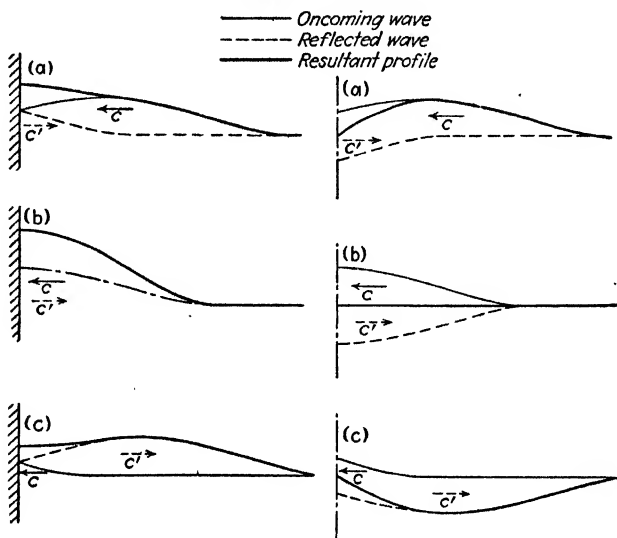 Oncoming wave
Reflected wave
Resultant profile
(a)
c
c'
(a)
c
c'
(b)
c
c'
(b)
c
c'
(c)
c'
c
(c)
c
c'